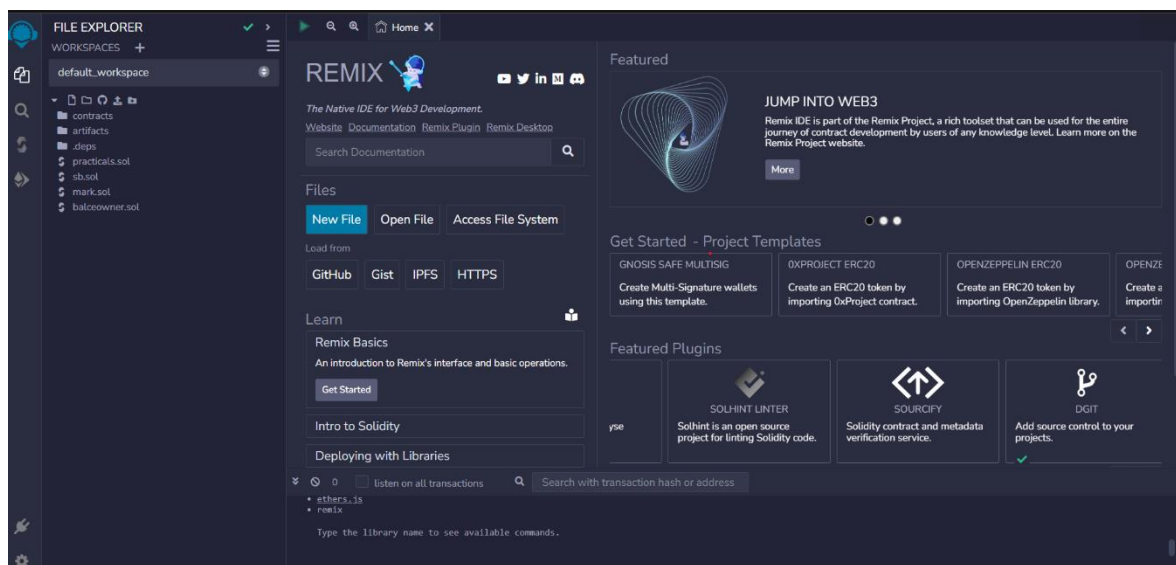 FILE EXPLORER
WORKSPACES +
default_workspace
contracts
artifacts
.deps
practicals.sol
sb.sol
mark.sol
balceowner.sol
Home
REMIX
The Native IDE for Web3 Development.
Website Documentation Remix Plugin Remix Desktop
Search Documentation
Files
New File Open File Access File System
Load from
GitHub Gist IPFS HTTPS
Learn
Remix Basics
An introduction to Remix's interface and basic operations.
Get Started
Intro to Solidity
Deploying with Libraries
Featured
JUMP INTO WEB3
Remix IDE is part of the Remix Project, a rich toolset that can be used for the entire
journey of contract development by users of any knowledge level. Learn more on the
Remix Project website.
More
Get Started - Project Templates
GNOSIS SAFE MULTISIG
Create Multi-Signature wallets
using this template.
0XPROJECT ERC20
Create an ERC20 token by
importing 0xProject contract.
OPENZEPPELIN ERC20
Create an ERC20 token by
importing OpenZeppelin library.
OPENZE
Create a
importin
Featured Plugins
yse
SOLHINT LINTER
Solhint is an open source
project for linting Solidity code.
SOURCIFY
Solidity contract and metadata
verification service.
DGIT
Add source control to your
projects.
0 listen on all transactions Search with transaction hash or address
• ethers.js
• remix
Type the library name to see available commands.